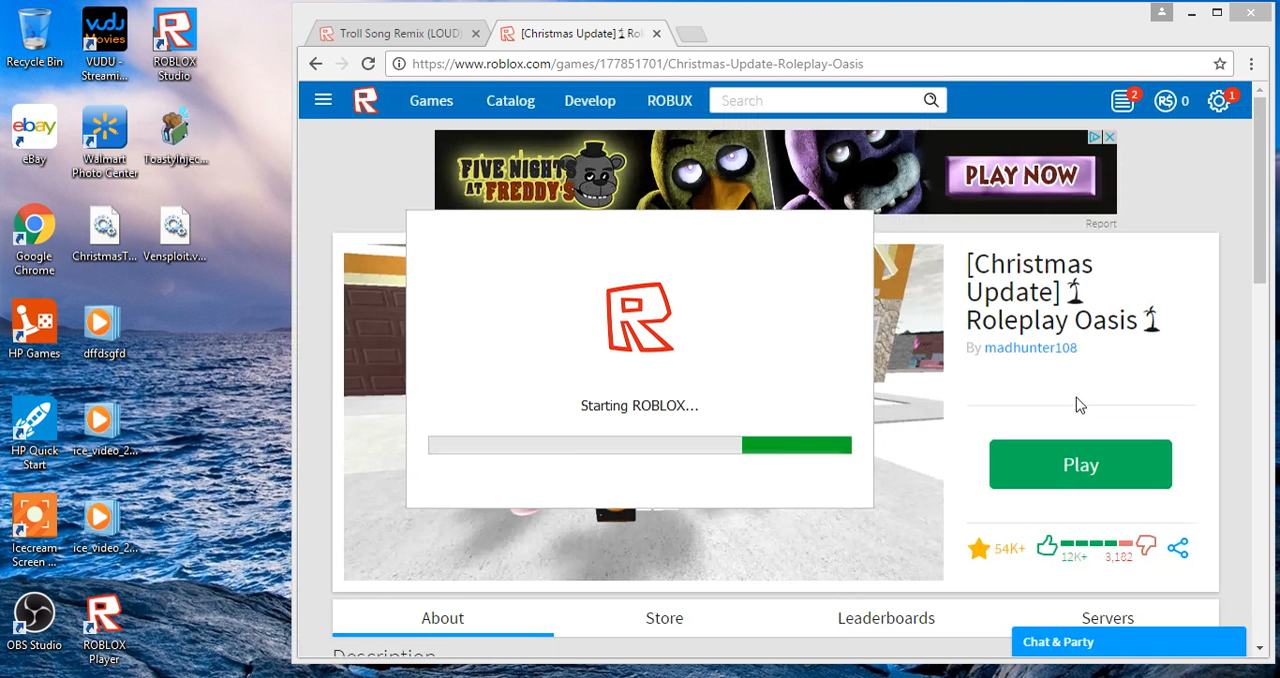 Recycle Bin
VUDU
Movies
VUDU -
Streami...
ROBLOX
Studio
ebay
eBay
Walmart
Photo Center
ToastyInjec...
Google
Chrome
ChristmasT...
Vensploit.v...
HP Games
dffdsgfd
HP Quick
Start
ice_video_2...
Icecream
Screen ...
ice_video_2...
OBS Studio
ROBLOX
Player
Troll Song Remix (LOUD)
[Christmas Update] Rol
https://www.roblox.com/games/177851701/Christmas-Update-Roleplay-Oasis
Games
Catalog
Develop
ROBUX
Search
2
R$ 0
1
FIVE NIGHTS
AT FREDDY'S
PLAY NOW
Report
Starting ROBLOX...
[Christmas
Update]
Roleplay Oasis
By madhunter108
Play
54K+
12K+
3,182
About
Store
Leaderboards
Servers
Chat & Party
Description